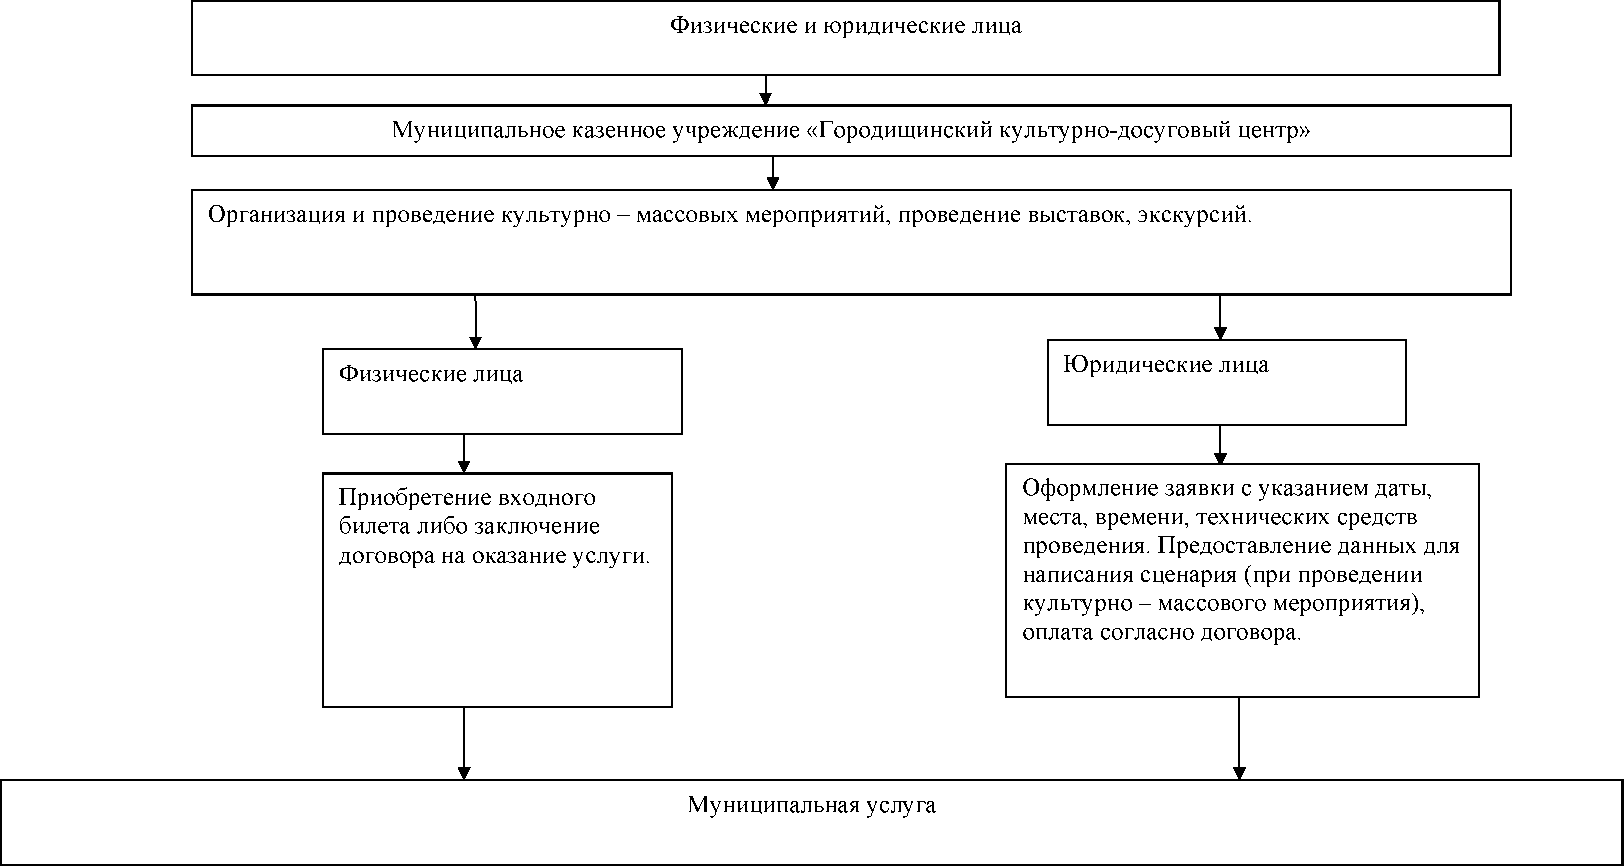 Физические и юридические лица
Муниципальное казенное учреждение «Городищинский культурно-досуговый центр»
Организация и проведение культурно – массовых мероприятий, проведение выставок, экскурсий.
Физические лица
Юридические лица
Приобретение входного
билета либо заключение
договора на оказание услуги.
Оформление заявки с указанием даты,
места, времени, технических средств
проведения. Предоставление данных для
написания сценария (при проведении
культурно – массового мероприятия),
оплата согласно договора.
Муниципальная услуга